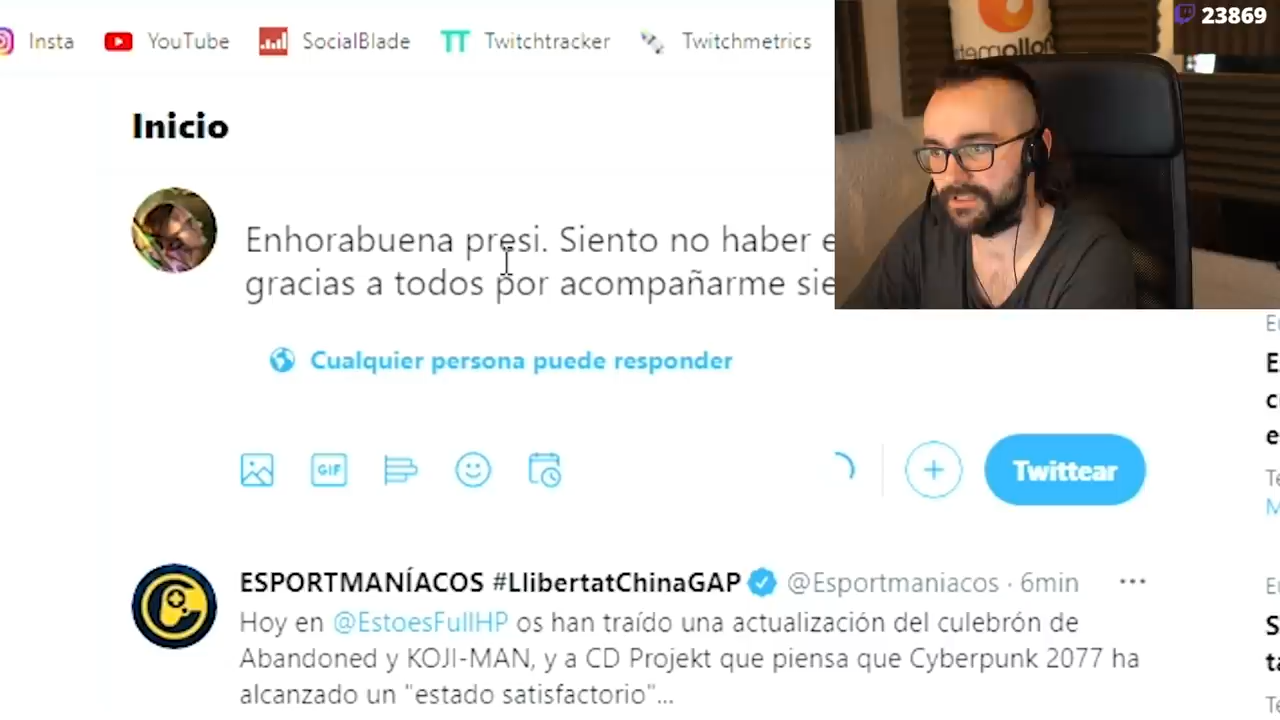 Insta YouTube SocialBlade Twitchtracker Twitchmetrics
23869
Inicio
Enhorabuena presi. Siento no haber
gracias a todos por acompañarme
Cualquier persona puede responder
GIF
Twittear
ESPORTMANÍACOS #LlibertatChinaGAP @Esportmaniacos · 6min
Hoy en @EstoesFullHP os han traído una actualización del culebrón de
Abandoned y KOJI-MAN, y a CD Projekt que piensa que Cyberpunk 2077 ha
alcanzado un "estado satisfactorio"...